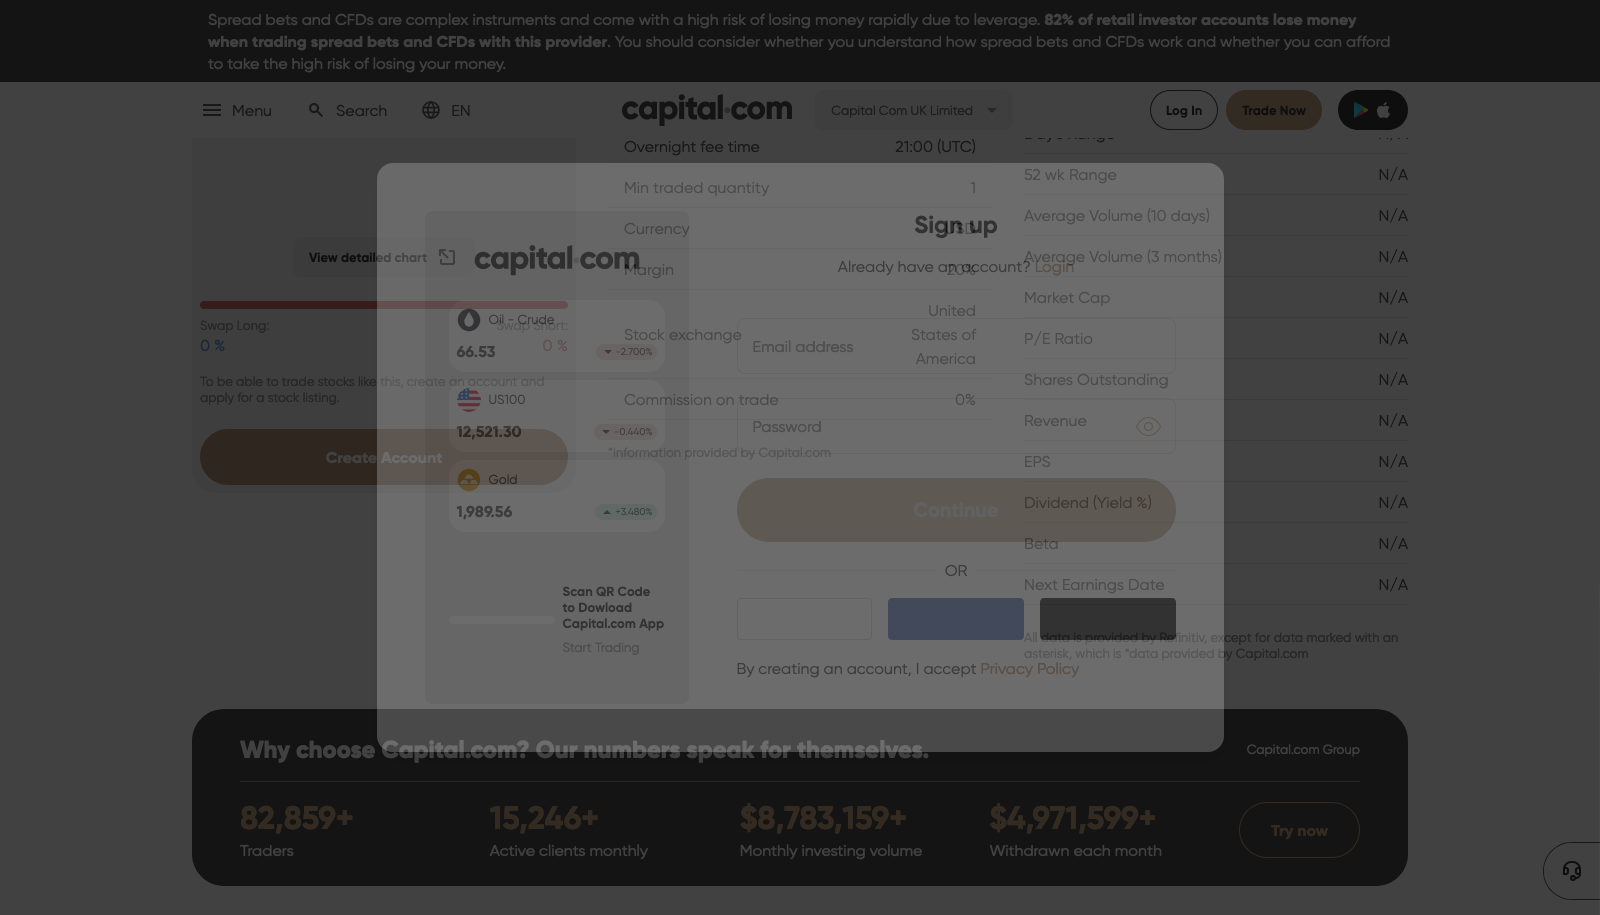 Spread bets and CFDs are complex instruments and come with a high risk of losing money rapidly due to leverage. 82% of retail investor accounts lose money
when trading spread bets and CFDs with this provider. You should consider whether you understand how spread bets and CFDs work and whether you can afford
to take the high risk of losing your money.
Menu
Search
EN
capital.com
Capital Com UK Limited
Log In
Trade Now
View detailed chart
Swap Long:
0 %
Swap Short:
0 %
To be able to trade stocks like this, create an account and
apply for a stock listing.
Create Account
Overnight fee time 21:00 (UTC)
Min traded quantity 1
Currency USD
Margin 20%
Stock exchange
United
States of
America
Commission on trade 0%
*Information provided by Capital.com
Day's Range N/A
52 wk Range N/A
Average Volume (10 days) N/A
Average Volume (3 months) N/A
Market Cap N/A
P/E Ratio N/A
Shares Outstanding N/A
Revenue N/A
EPS N/A
Dividend (Yield %) N/A
Beta N/A
Next Earnings Date N/A
All data is provided by Refinitiv, except for data marked with an
asterisk, which is *data provided by Capital.com
capital.com
Oil - Crude
66.53
-2.700%
US100
12,521.30
-0.440%
Gold
1,989.56
+3.480%
Scan QR Code
to Dowload
Capital.com App
Start Trading
Sign up
Already have an account? Login
Email address
Password
Continue
OR
By creating an account, I accept Privacy Policy
Why choose Capital.com? Our numbers speak for themselves.
Capital.com Group
82,859+
Traders
15,246+
Active clients monthly
$8,783,159+
Monthly investing volume
$4,971,599+
Withdrawn each month
Try now